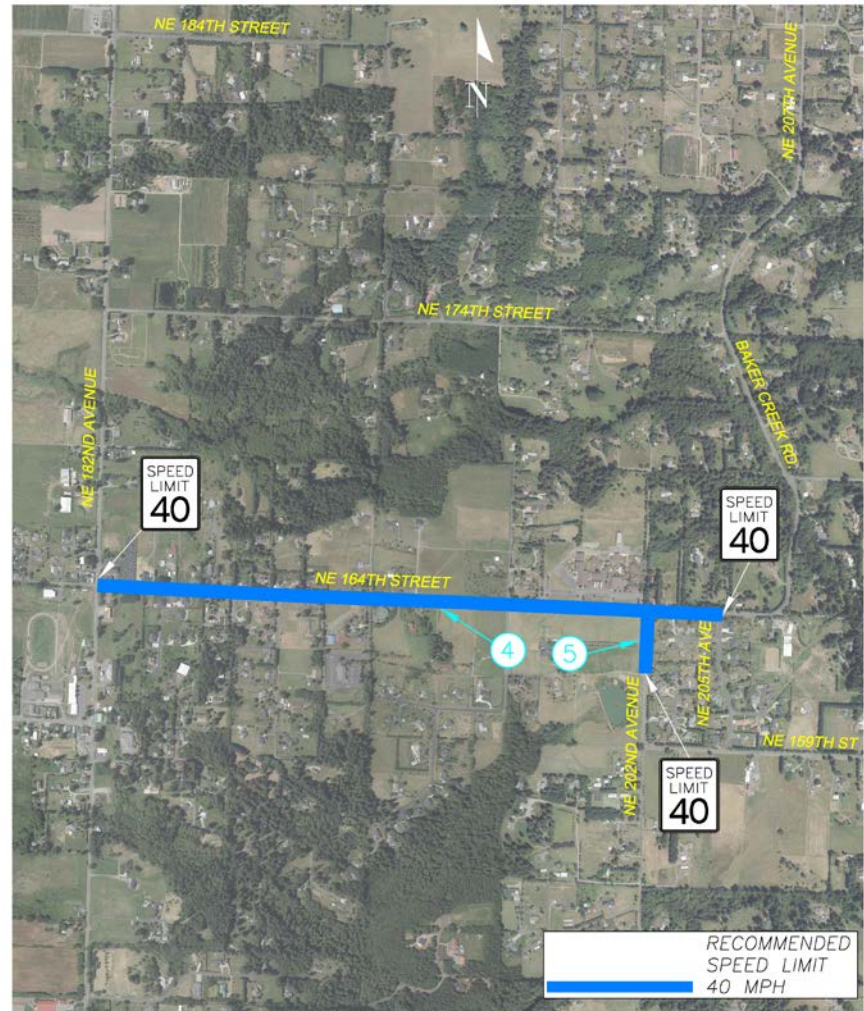 NE 184TH STREET
N
NE 207TH AVENUE
NE 174TH STREET
BAKER CREEK RD.
NE 182ND AVENUE
SPEED
LIMIT
40
SPEED
LIMIT
40
NE 164TH STREET
4
5
NE 205TH AVE
NE 202ND AVENUE
NE 159TH ST
SPEED
LIMIT
40
RECOMMENDED
SPEED LIMIT
40 MPH